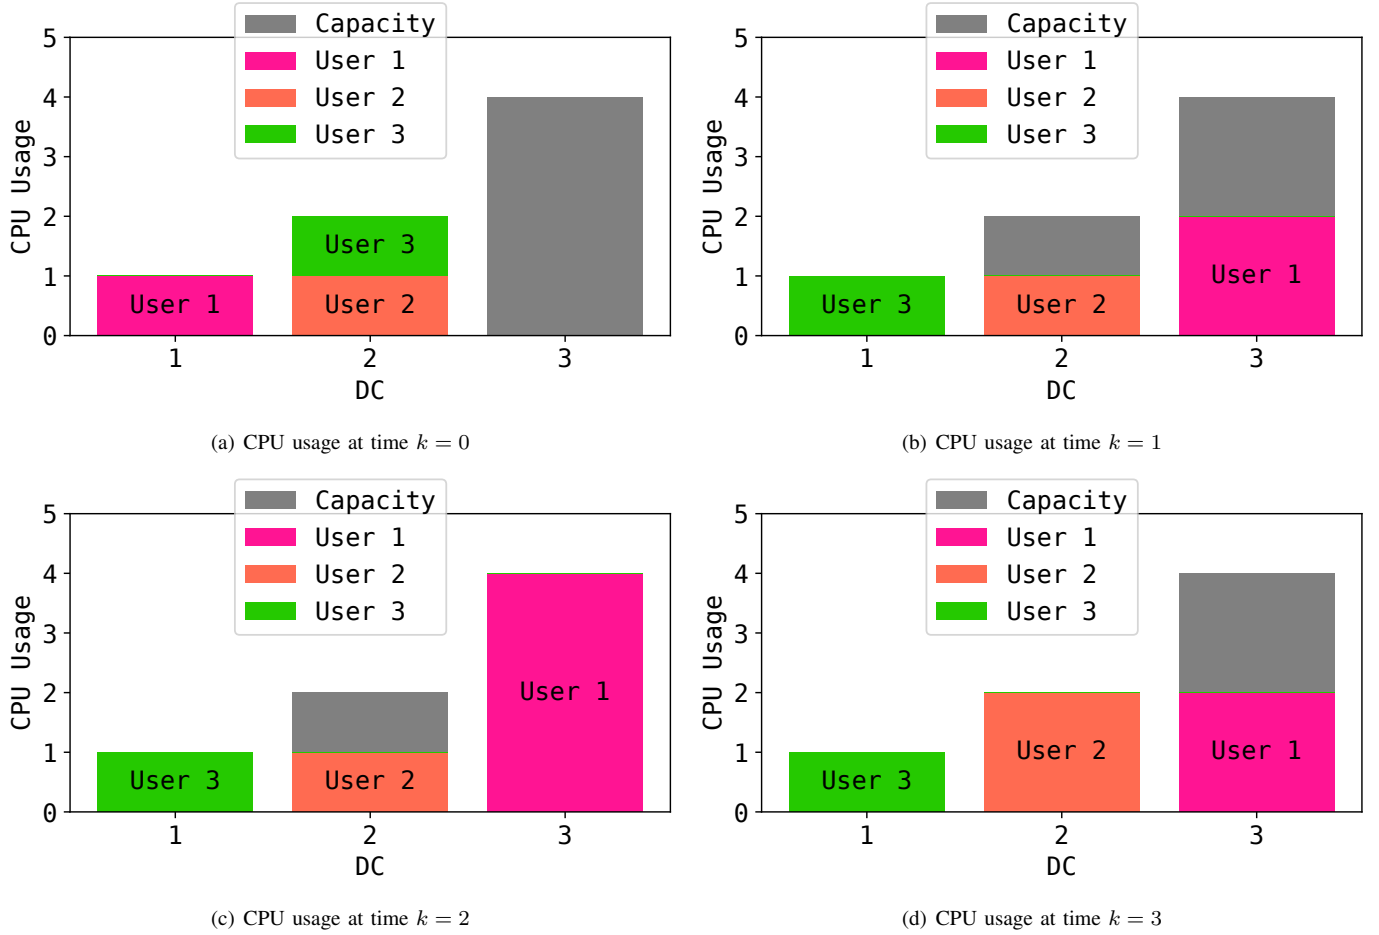 Capacity
User 1
User 2
User 3
5
4
3
2
1
0
CPU Usage
User 1
User 3
User 2
1 2 3
DC
(a) CPU usage at time k = 0
Capacity
User 1
User 2
User 3
5
4
3
2
1
0
CPU Usage
User 3
User 2
User 1
1 2 3
DC
(b) CPU usage at time k = 1
Capacity
User 1
User 2
User 3
5
4
3
2
1
0
CPU Usage
User 3
User 2
User 1
1 2 3
DC
(c) CPU usage at time k = 2
Capacity
User 1
User 2
User 3
5
4
3
2
1
0
CPU Usage
User 3
User 2
User 1
1 2 3
DC
(d) CPU usage at time k = 3